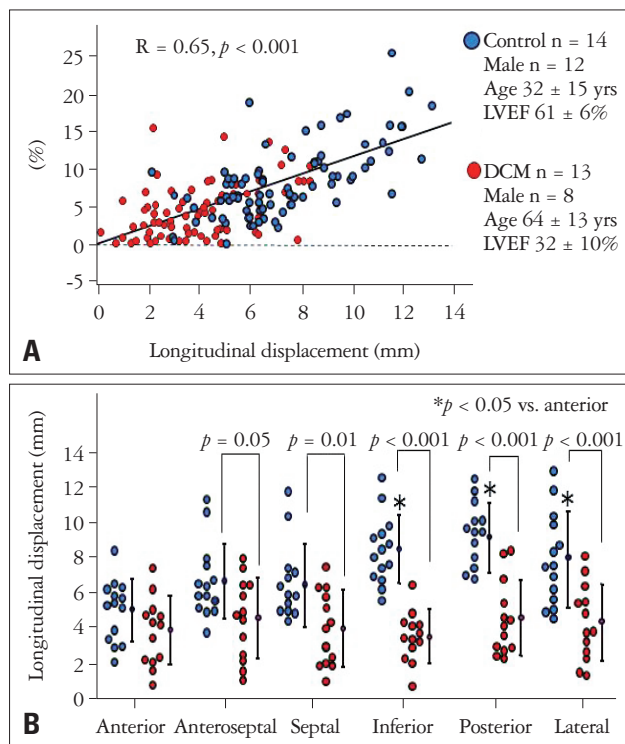 R = 0.65, p < 0.001
25
20
15
10
5
0
-5
(%)
0 2 4 6 8 10 12 14
Longitudinal displacement (mm)
A
Control n = 14
Male n = 12
Age 32 ± 15 yrs
LVEF 61 ± 6%
DCM n = 13
Male n = 8
Age 64 ± 13 yrs
LVEF 32 ± 10%
*p < 0.05 vs. anterior
p = 0.05 p = 0.01 p < 0.001 p < 0.001 p < 0.001
14
12
10
8
6
4
2
0
Longitudinal displacement (mm)
* * *
Anterior Anteroseptal Septal Inferior Posterior Lateral
B